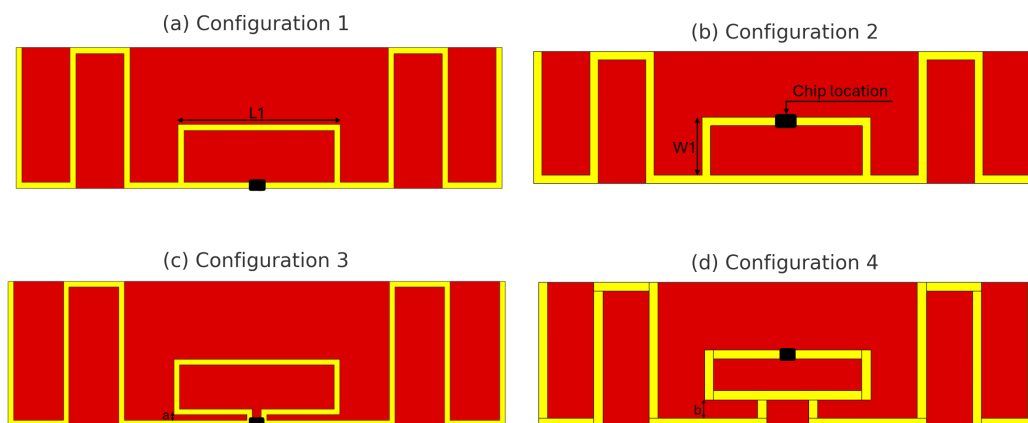 (a) Configuration 1
(b) Configuration 2
L1
Chip location
W1
(c) Configuration 3
(d) Configuration 4
a
b